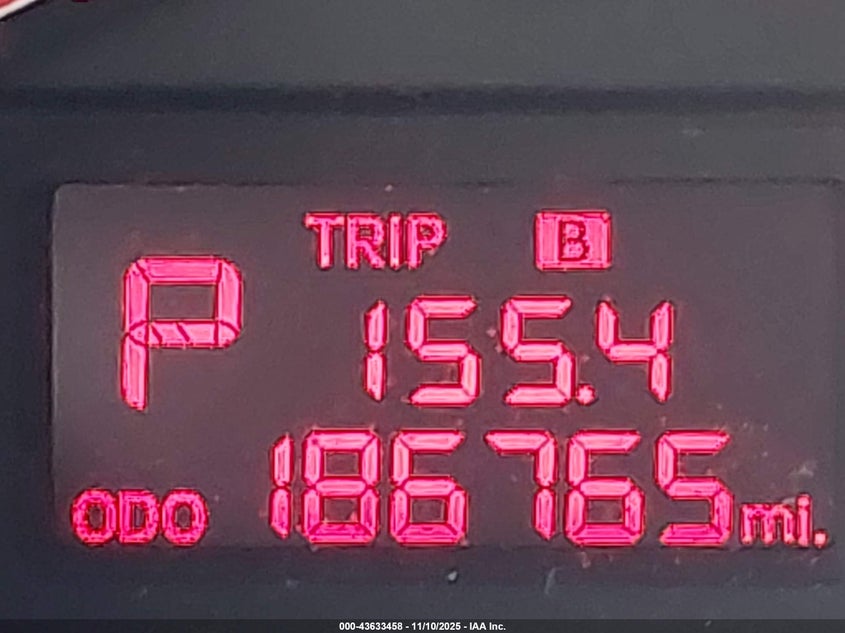 TRIP B
P 155.4
ODO 186765 mi.
000-43633458 - 11/10/2025 - IAA Inc.